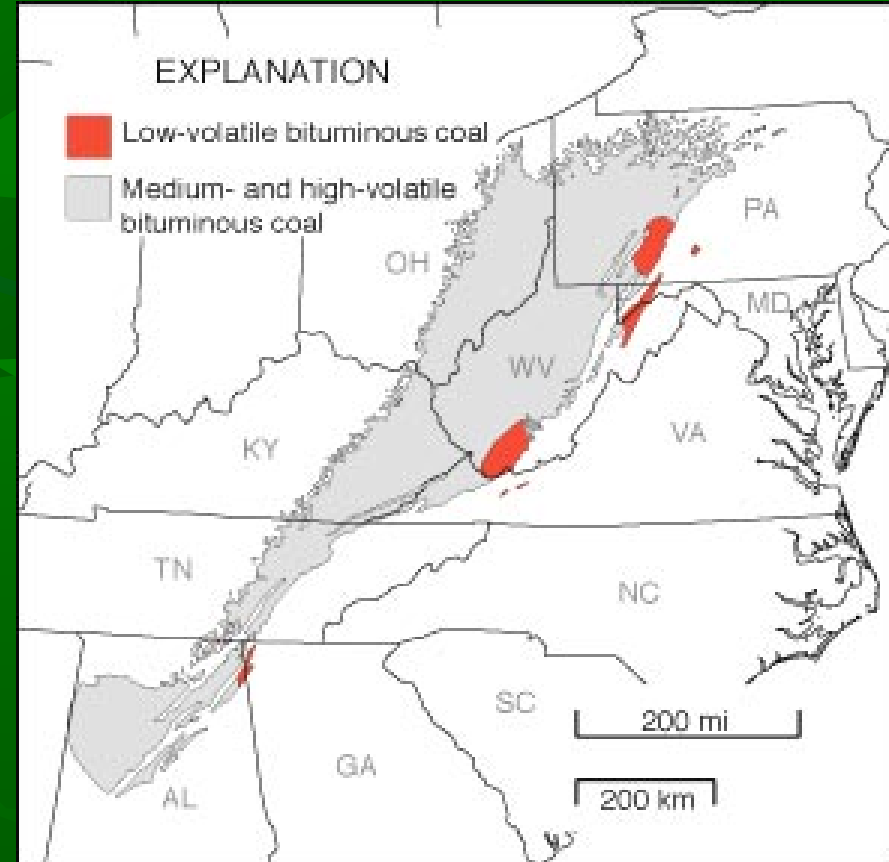 EXPLANATION
Low-volatile bituminous coal
Medium- and high-volatile
bituminous coal
PA
OH
MD
WV
VA
KY
TN
NC
SC
200 mi
GA
200 km
AL